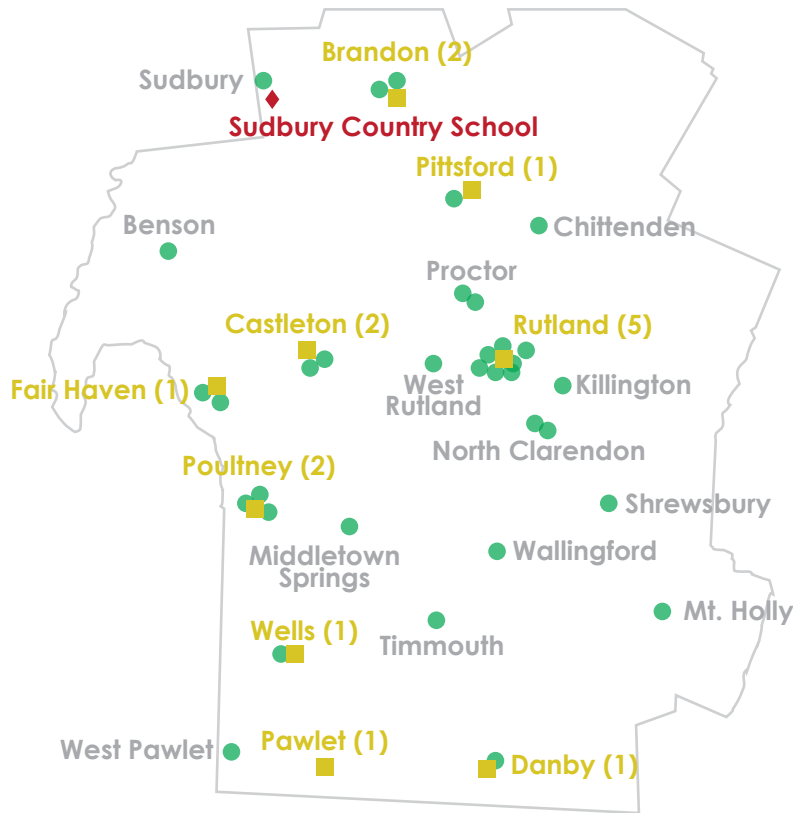 Brandon (2)
Sudbury
Sudbury Country School
Pittsford (1)
Benson
Chittenden
Proctor
Castleton (2)
Rutland (5)
Fair Haven (1)
West
Rutland
Killington
North Clarendon
Poultney (2)
Shrewsbury
Middletown
Springs
Wallingford
Mt. Holly
Wells (1)
Timmouth
West Pawlet
Pawlet (1)
Danby (1)